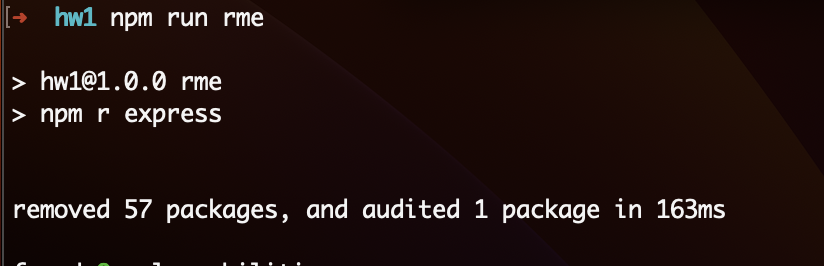 ➜ hw1 npm run rme
> hw1@1.0.0 rme
> npm r express
removed 57 packages, and audited 1 package in 163ms